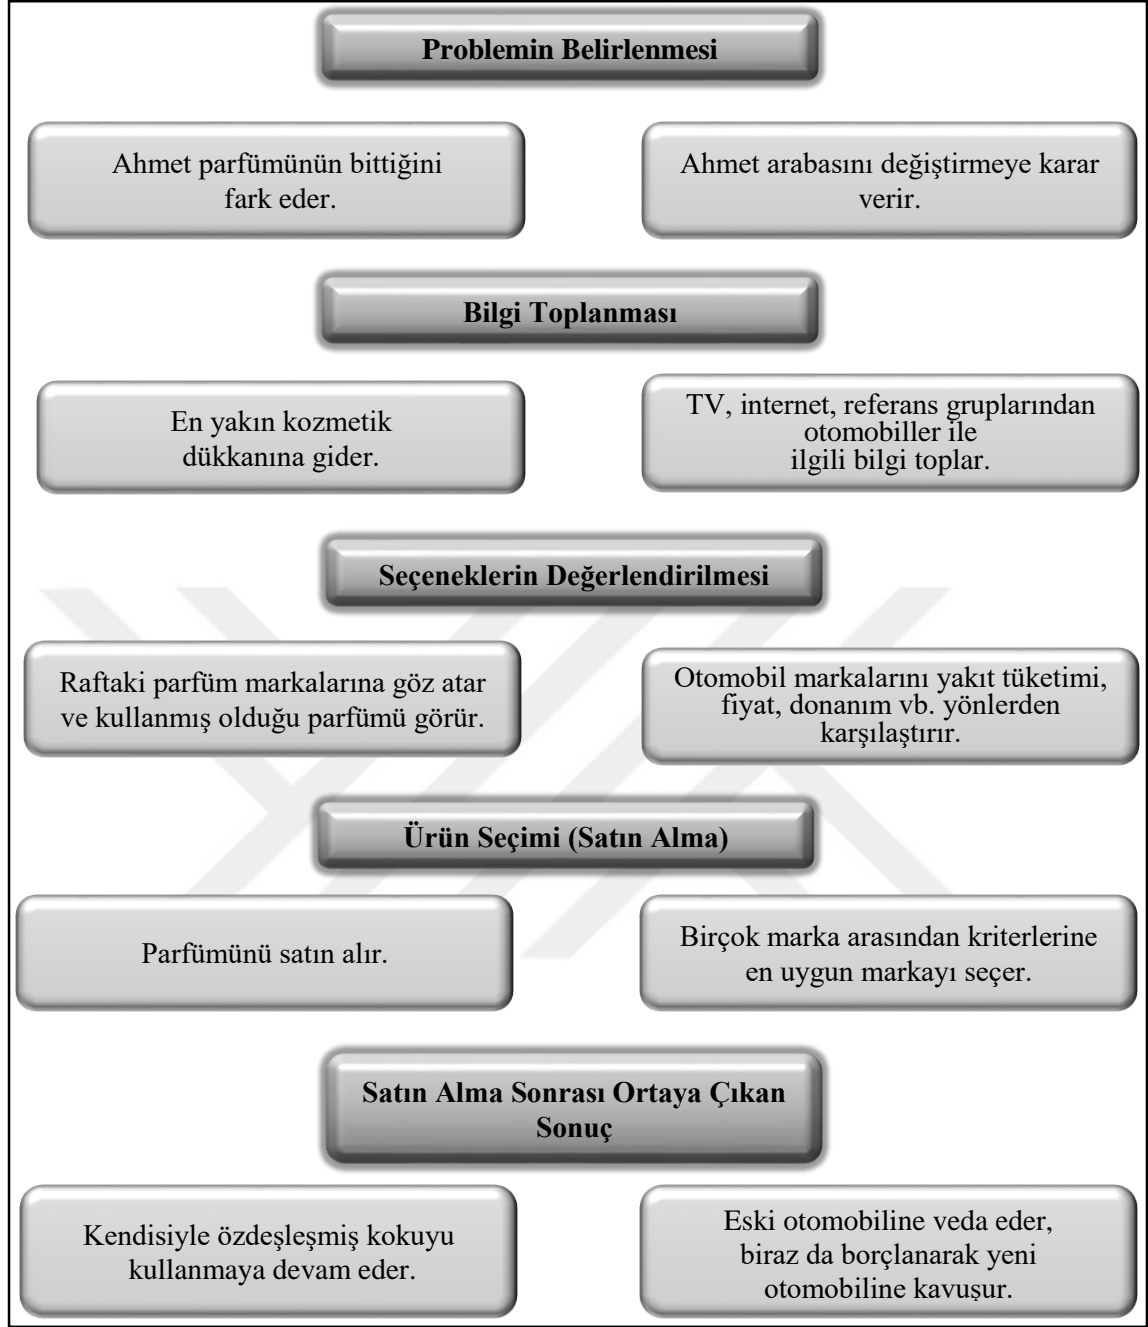 Problemin Belirlenmesi
Ahmet parfümünün bittiğini
fark eder.
Ahmet arabasını değiştirmeye karar
verir.
Bilgi Toplanması
En yakın kozmetik
dükkanına gider.
TV, internet, referans gruplarından
otomobiller ile
ilgili bilgi toplar.
Seçeneklerin Değerlendirilmesi
Raftaki parfüm markalarına göz atar
ve kullanmış olduğu parfümü görür.
Otomobil markalarını yakıt tüketimi,
fiyat, donanım vb. yönlerden
karşılaştırır.
Ürün Seçimi (Satın Alma)
Parfümünü satın alır.
Birçok marka arasından kriterlerine
en uygun markayı seçer.
Satın Alma Sonrası Ortaya Çıkan
Sonuç
Kendisiyle özdeşleşmiş kokuyu
kullanmaya devam eder.
Eski otomobiline veda eder,
biraz da borçlanarak yeni
otomobiline kavuşur.